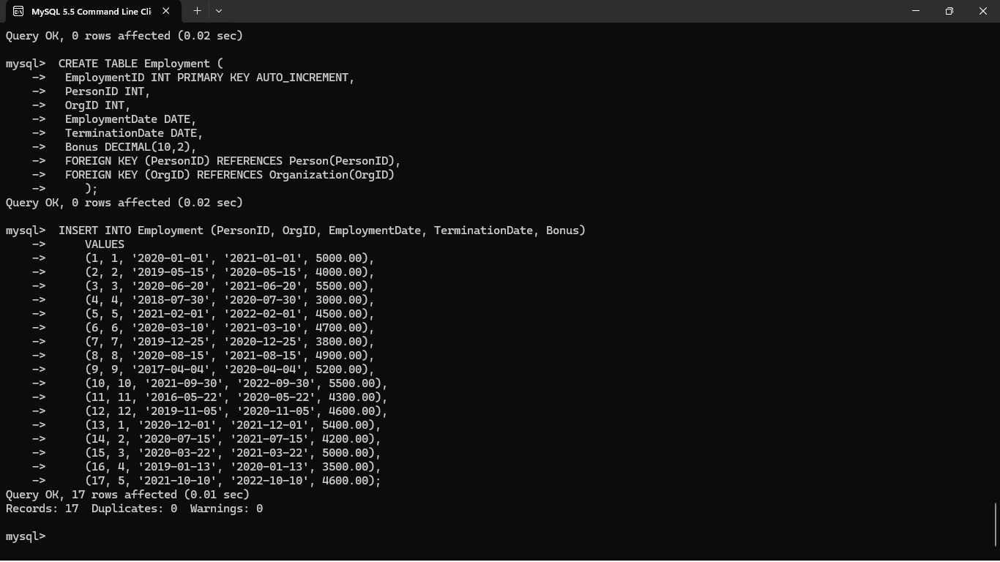 MySQL 5.5 Command Line Cli
Query OK, 0 rows affected (0.02 sec)
mysql>  CREATE TABLE Employment (
    ->   EmploymentID INT PRIMARY KEY AUTO_INCREMENT,
    ->   PersonID INT,
    ->   OrgID INT,
    ->   EmploymentDate DATE,
    ->   TerminationDate DATE,
    ->   Bonus DECIMAL(10,2),
    ->   FOREIGN KEY (PersonID) REFERENCES Person(PersonID),
    ->   FOREIGN KEY (OrgID) REFERENCES Organization(OrgID)
    ->      );
Query OK, 0 rows affected (0.02 sec)
mysql>  INSERT INTO Employment (PersonID, OrgID, EmploymentDate, TerminationDate, Bonus)
    ->      VALUES
    ->      (1, 1, '2020-01-01', '2021-01-01', 5000.00),
    ->      (2, 2, '2019-05-15', '2020-05-15', 4000.00),
    ->      (3, 3, '2020-06-20', '2021-06-20', 5500.00),
    ->      (4, 4, '2018-07-30', '2020-07-30', 3000.00),
    ->      (5, 5, '2021-02-01', '2022-02-01', 4500.00),
    ->      (6, 6, '2020-03-10', '2021-03-10', 4700.00),
    ->      (7, 7, '2019-12-25', '2020-12-25', 3800.00),
    ->      (8, 8, '2020-08-15', '2021-08-15', 4900.00),
    ->      (9, 9, '2017-04-04', '2020-04-04', 5200.00),
    ->      (10, 10, '2021-09-30', '2022-09-30', 5500.00),
    ->      (11, 11, '2016-05-22', '2020-05-22', 4300.00),
    ->      (12, 12, '2019-11-05', '2020-11-05', 4600.00),
    ->      (13, 1, '2020-12-01', '2021-12-01', 5400.00),
    ->      (14, 2, '2020-07-15', '2021-07-15', 4200.00),
    ->      (15, 3, '2020-03-22', '2021-03-22', 5000.00),
    ->      (16, 4, '2019-01-13', '2020-01-13', 3500.00),
    ->      (17, 5, '2021-10-10', '2022-10-10', 4600.00);
Query OK, 17 rows affected (0.01 sec)
Records: 17  Duplicates: 0  Warnings: 0
mysql>